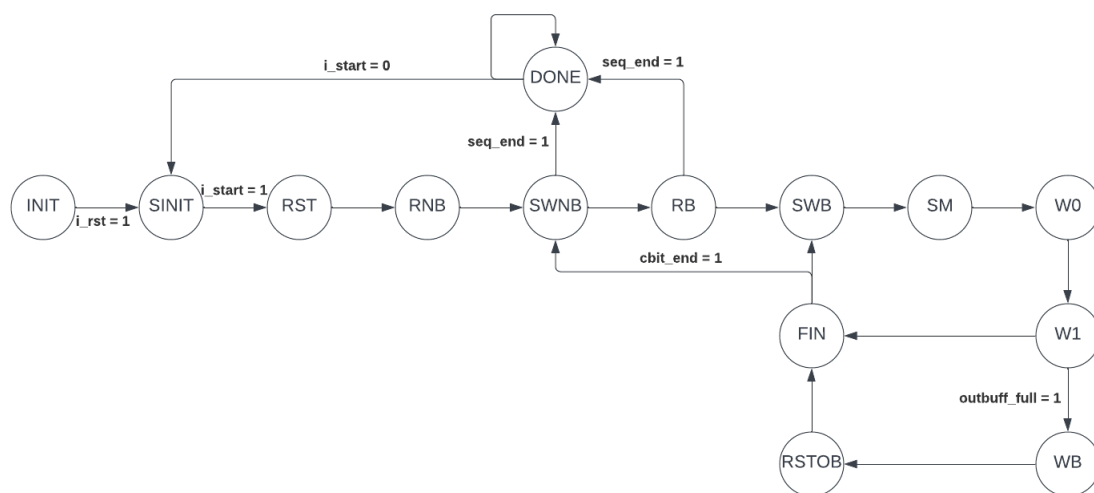 DONE
i_start = 0
seq_end = 1
seq_end = 1
INIT
i_rst = 1
SINIT
i_start = 1
RST
RNB
SWNB
RB
SWB
SM
W0
cbit_end = 1
FIN
W1
outbuff_full = 1
RSTOB
WB